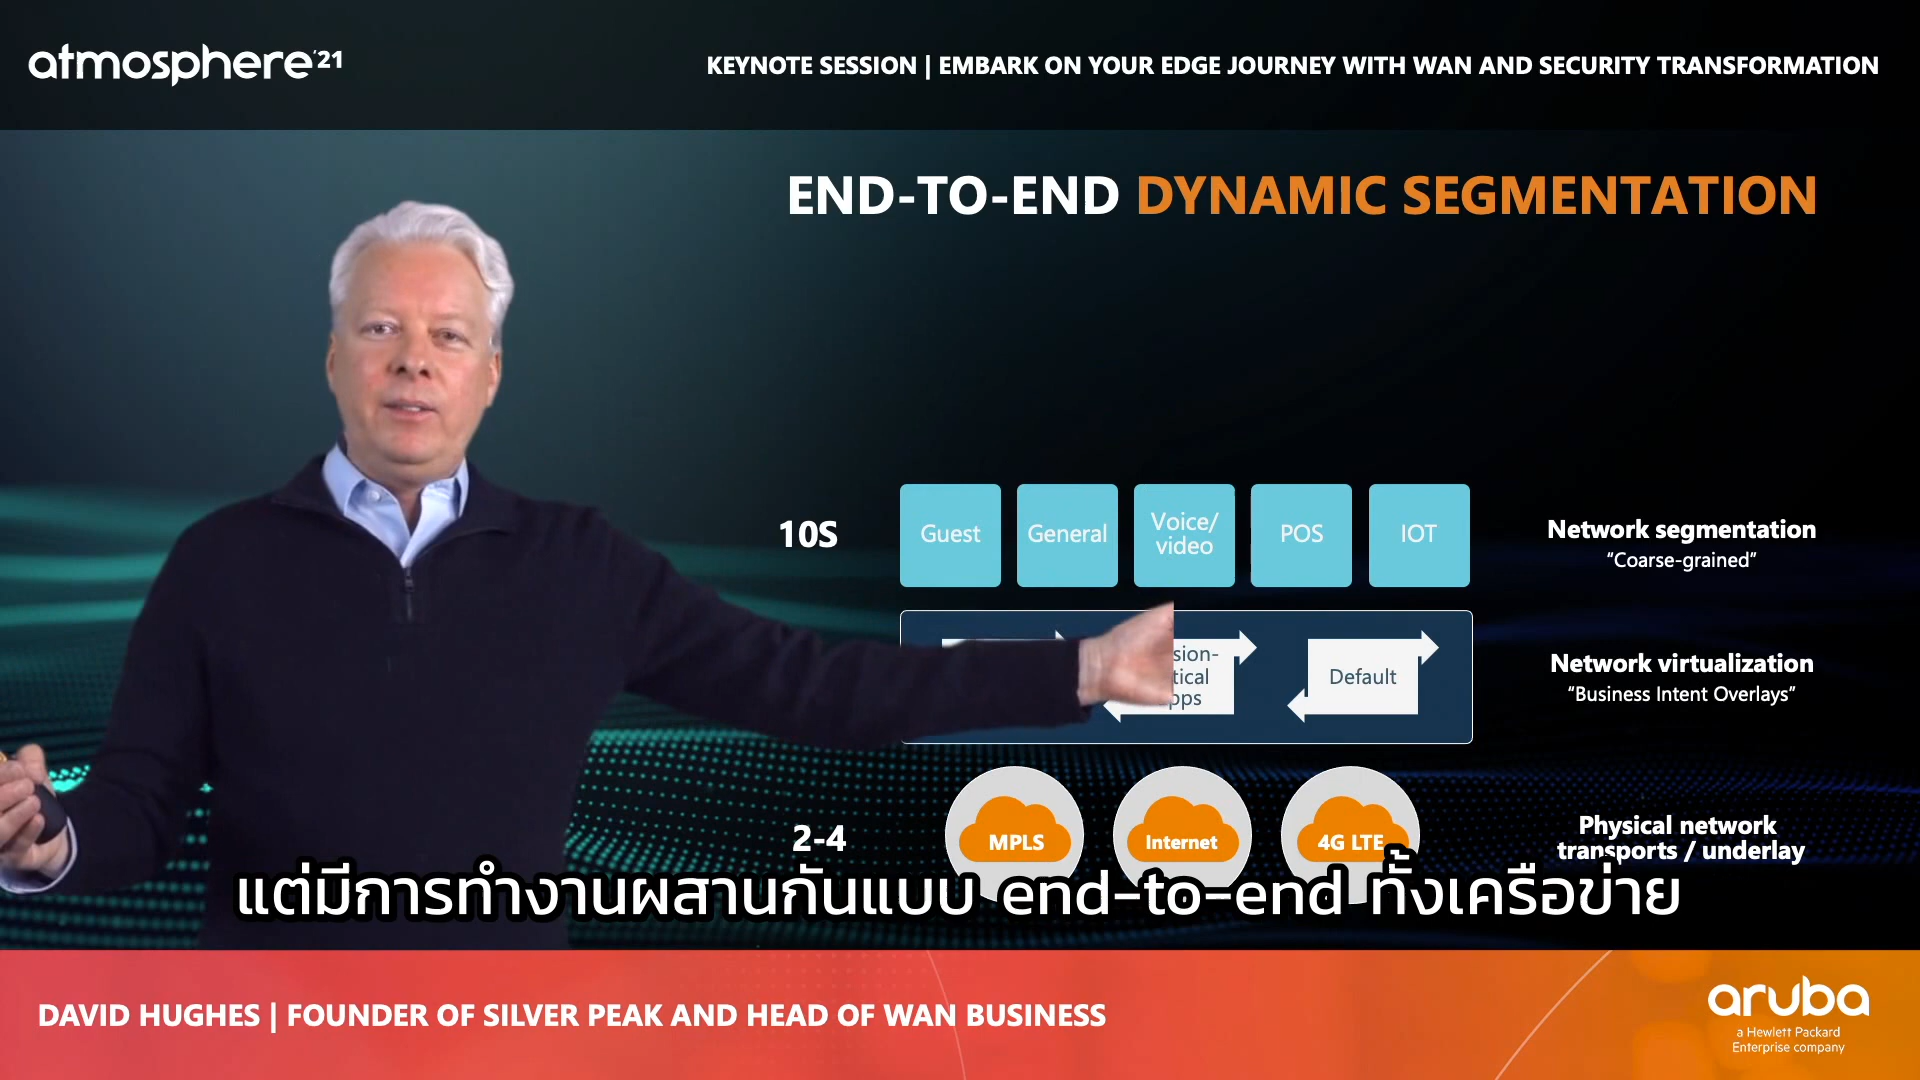 atmosphere'21
KEYNOTE SESSION | EMBARK ON YOUR EDGE JOURNEY WITH WAN AND SECURITY TRANSFORMATION
END-TO-END DYNAMIC SEGMENTATION
10S
Guest
General
Voice/
video
POS
IOT
Network segmentation
“Coarse-grained”
sion-
tical
pps
Default
Network virtualization
“Business Intent Overlays”
2-4
MPLS
Internet
4G LTE
Physical network
transports / underlay
แต่มีการทำงานผสานกันแบบ end-to-end ทั้งเครือข่าย
DAVID HUGHES | FOUNDER OF SILVER PEAK AND HEAD OF WAN BUSINESS
aruba
a Hewlett Packard
Enterprise company